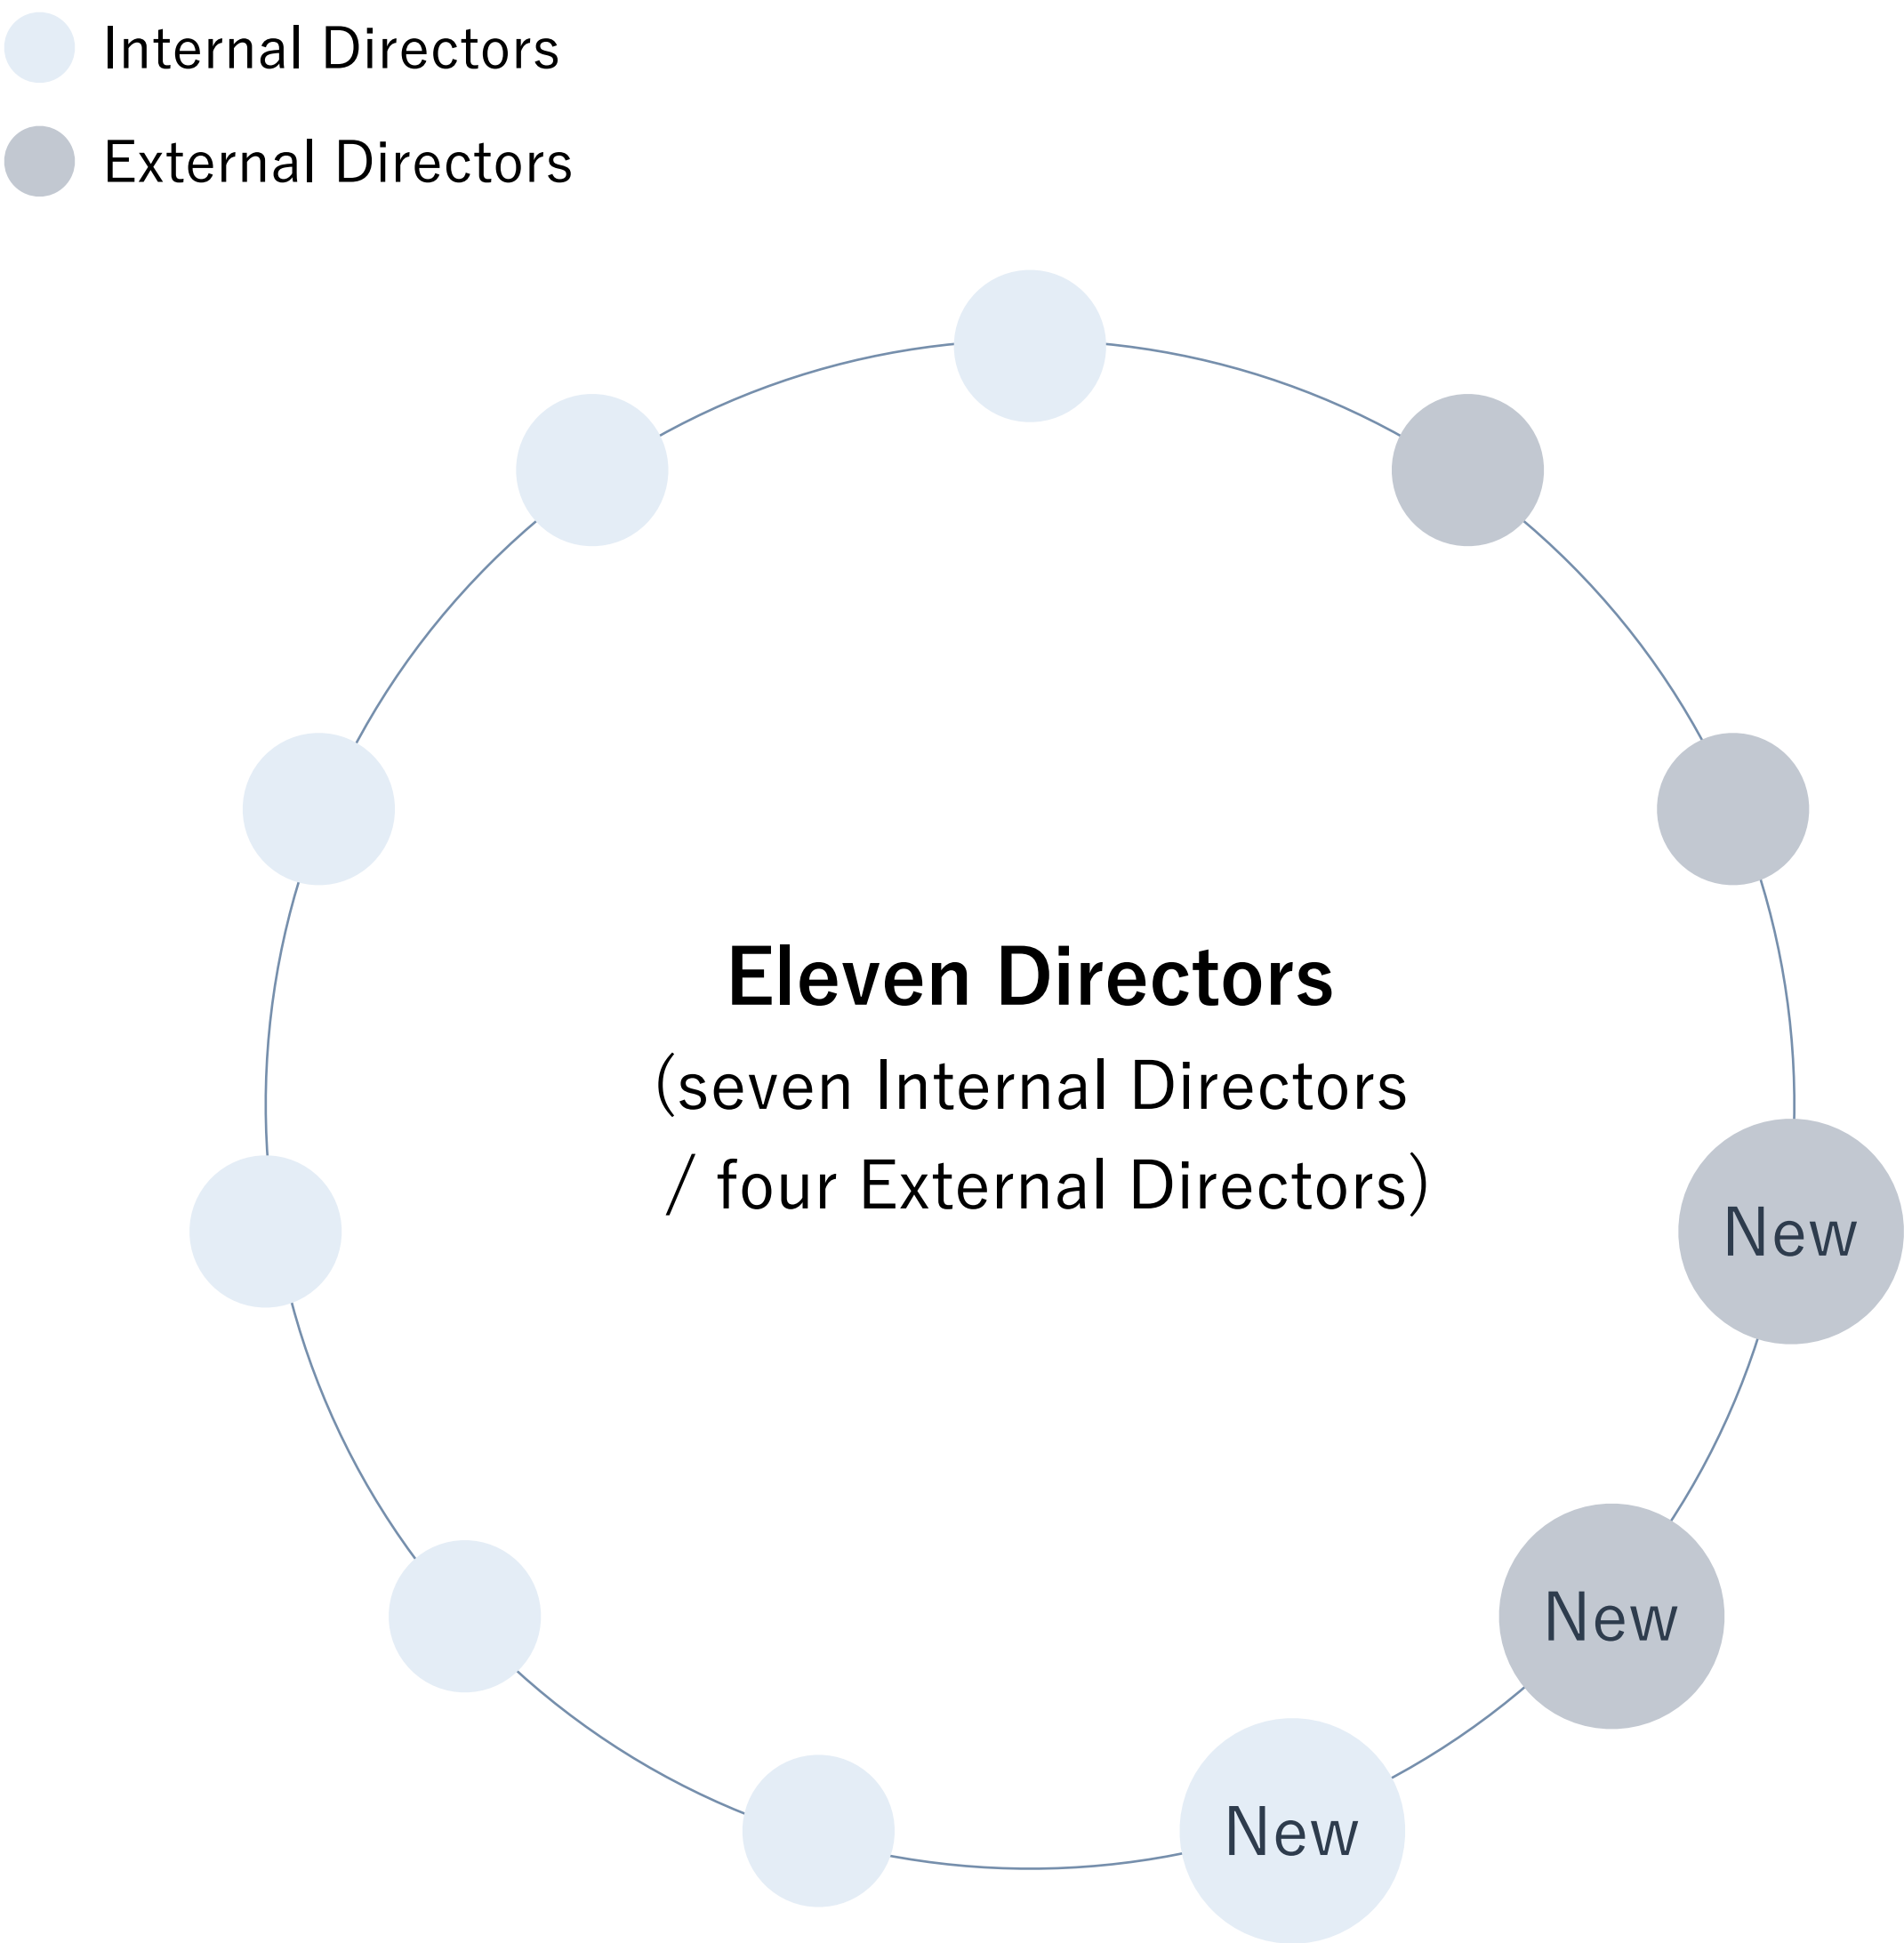 Internal Directors
External Directors
Eleven Directors
(seven Internal Directors
/ four External Directors)
New
New
New